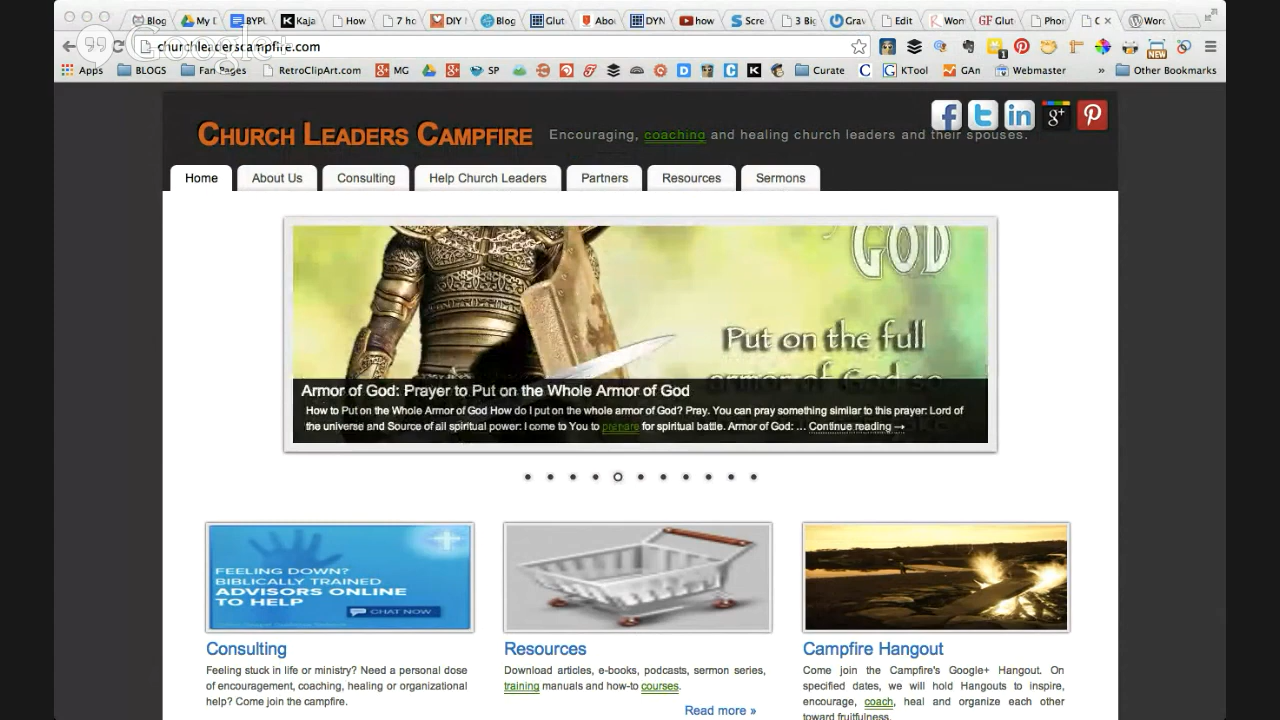 Blog
My D
BYPL
Kaja
How
7 ho
DIY I
Blog
Glut
Abou
DYN
how
Scre
3 Big
Grav
Edit
Wom
GF Glut
Phon
C
Wor
Google+
churchleaderscampfire.com
NEW
Apps
BLOGS
Fan Pages
RetroClipArt.com
MG
SP
Curate
C
KTool
GAn
Webmaster
»
Other Bookmarks
Church Leaders Campfire
Encouraging, coaching and healing church leaders and their spouses.
Home
About Us
Consulting
Help Church Leaders
Partners
Resources
Sermons
GOD
Put on the full
armor of God so
Armor of God: Prayer to Put on the Whole Armor of God
How to Put on the Whole Armor of God How do I put on the whole armor of God? Pray. You can pray something similar to this prayer: Lord of
the universe and Source of all spiritual power: I come to You to prepare for spiritual battle. Armor of God: ... Continue reading →
FEELING DOWN?
BIBLICALLY TRAINED
ADVISORS ONLINE
TO HELP
CHAT NOW
Consulting
Feeling stuck in life or ministry? Need a personal dose
of encouragement, coaching, healing or organizational
help? Come join the campfire.
Resources
Download articles, e-books, podcasts, sermon series,
training manuals and how-to courses.
Read more »
Campfire Hangout
Come join the Campfire's Google+ Hangout. On
specified dates, we will hold Hangouts to inspire,
encourage, coach, heal and organize each other
toward fruitfulness.